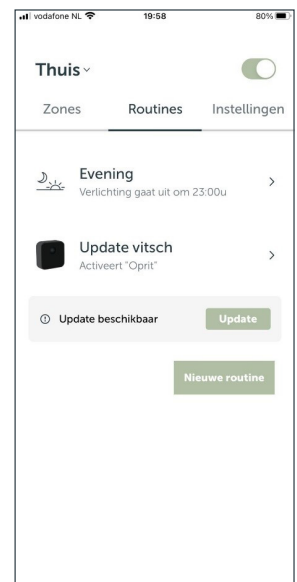 vodafone NL 19:58 80%
Thuis
Zones Routines Instellingen
Evening
Verlichting gaat uit om 23:00u
Update vitsch
Activeert "Oprit"
Update beschikbaar Update
Nieuwe routine